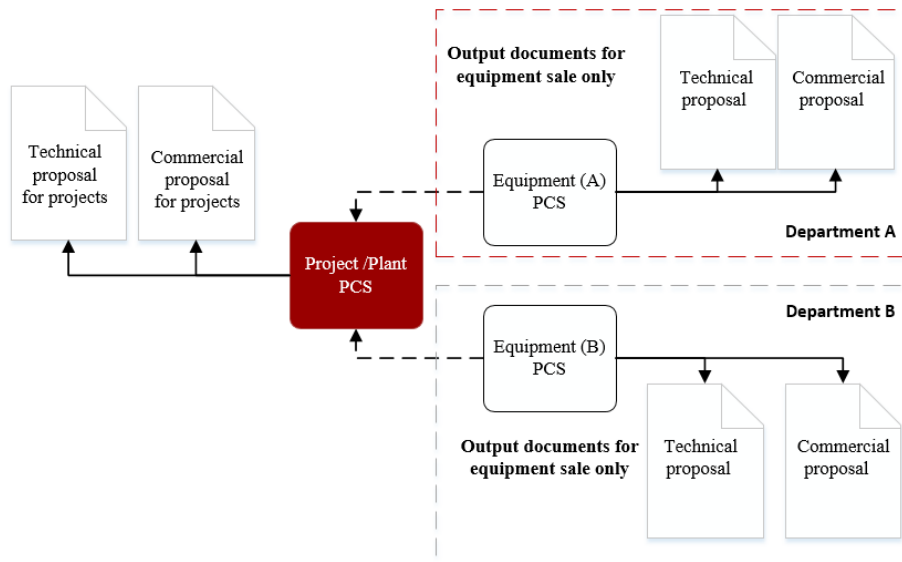 Output documents for
equipment sale only
Technical
proposal
Commercial
proposal
Technical
proposal
for projects
Commercial
proposal
for projects
Equipment (A)
PCS
Department A
Project /Plant
PCS
Department B
Equipment (B)
PCS
Output documents for
equipment sale only
Technical
proposal
Commercial
proposal